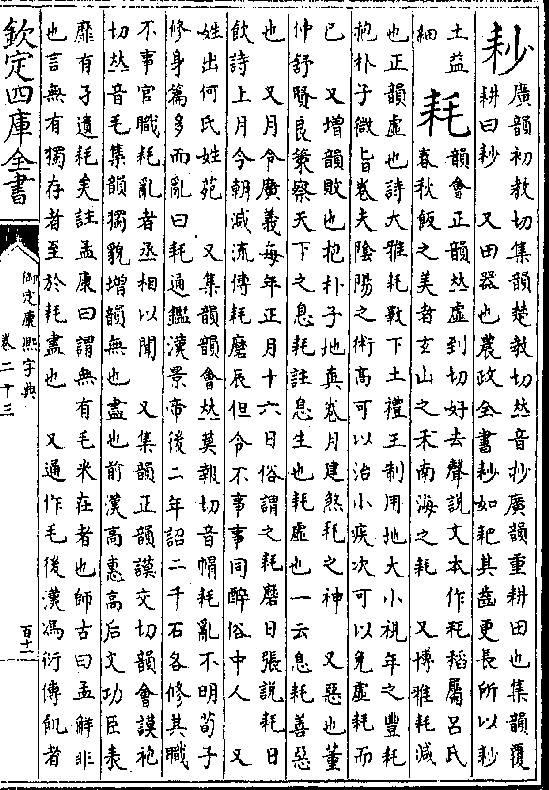 耖 廣韻初教切集韻楚教切𠀤音抄廣韻重耕田也集韻覆
耕曰耖 又田器也農政全書耖如耙其齒更長所以耖
土益
細 耗 韻會正韻𠀤虛到切好去聲說文本作秏稻屬呂氏
春秋飯之美者玄山之禾南海之耗 又博雅耗減
也正韻虛也詩大雅耗斁下土禮王制用地大小視年之豐耗
抱朴子微旨卷夫陰陽之術高可以治小疾次可以免虛耗而
已 又增韻敗也抱朴子地真卷月建煞耗之神 又惡也董
仲舒賢良策察天下之息耗註息生也耗虛也一云息耗善惡
也 又月令廣義每年正月十六日俗謂之耗磨日張說耗日
飲詩上月今朝減流傳耗磨辰但令不事事同醉俗中人 又
姓出何氏姓苑 又集韻韻會𠀤莫報切音帽耗亂不明荀子
修身篇多而亂曰耗通鑑漢景帝後二年詔二千石各修其職
不事官職耗亂者丞相以聞 又集韻正韻謨交切韻會謨袍
切𠀤音毛集韻獨貌增韻無也盡也前漢高惠高后文功臣表
靡有孑遺耗矣註孟康曰謂無有毛米在者也師古曰孟解非
也言無有獨存者至於耗盡也 又通作毛後漢馮衍傳飢者
欽定四庫全書
御定康熙字典
卷二十三
百十一